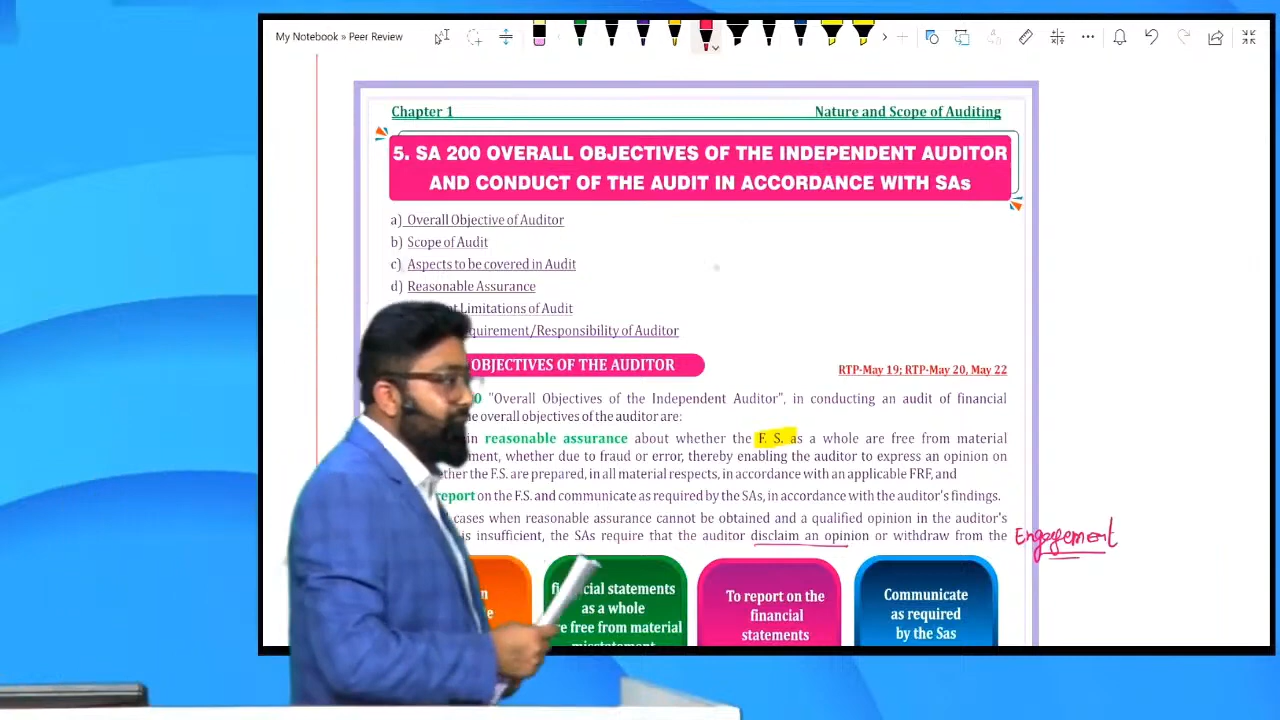 My Notebook » Peer Review
Chapter 1
Nature and Scope of Auditing
5. SA 200 OVERALL OBJECTIVES OF THE INDEPENDENT AUDITOR
AND CONDUCT OF THE AUDIT IN ACCORDANCE WITH SAs
a) Overall Objective of Auditor
b) Scope of Audit
c) Aspects to be covered in Audit
d) Reasonable Assurance
Limitations of Audit
/Responsibility of Auditor
OBJECTIVES OF THE AUDITOR
RTP-May 19; RTP-May 20, May 22
"Overall Objectives of the Independent Auditor", in conducting an audit of financial
overall objectives of the auditor are:
reasonable assurance about whether the F. S. as a whole are free from material
whether due to fraud or error, thereby enabling the auditor to express an opinion on
the F.S. are prepared, in all material respects, in accordance with an applicable FRF, and
report on the F.S. and communicate as required by the SAs, in accordance with the auditor's findings.
cases when reasonable assurance cannot be obtained and a qualified opinion in the auditor's
is insufficient, the SAs require that the auditor disclaim an opinion or withdraw from the Engagement
statements
as a whole
free from material
To report on the
financial
statements
Communicate
as required
by the Sas